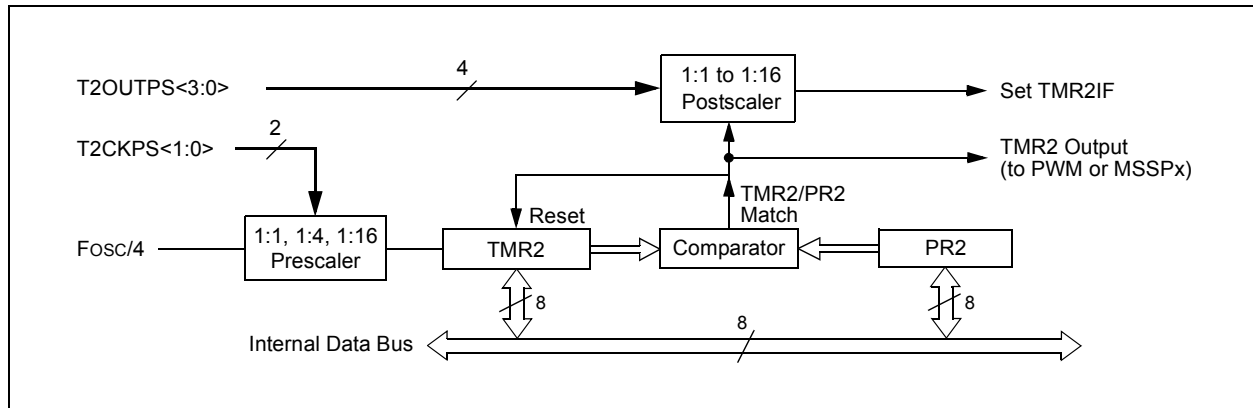 T2OUTPS<3:0>
4
1:1 to 1:16
Postscaler
Set TMR2IF
T2CKPS<1:0>
2
TMR2 Output
(to PWM or MSSPx)
TMR2/PR2
Match
Reset
FOSC/4
1:1, 1:4, 1:16
Prescaler
TMR2
Comparator
PR2
8
8
8
Internal Data Bus